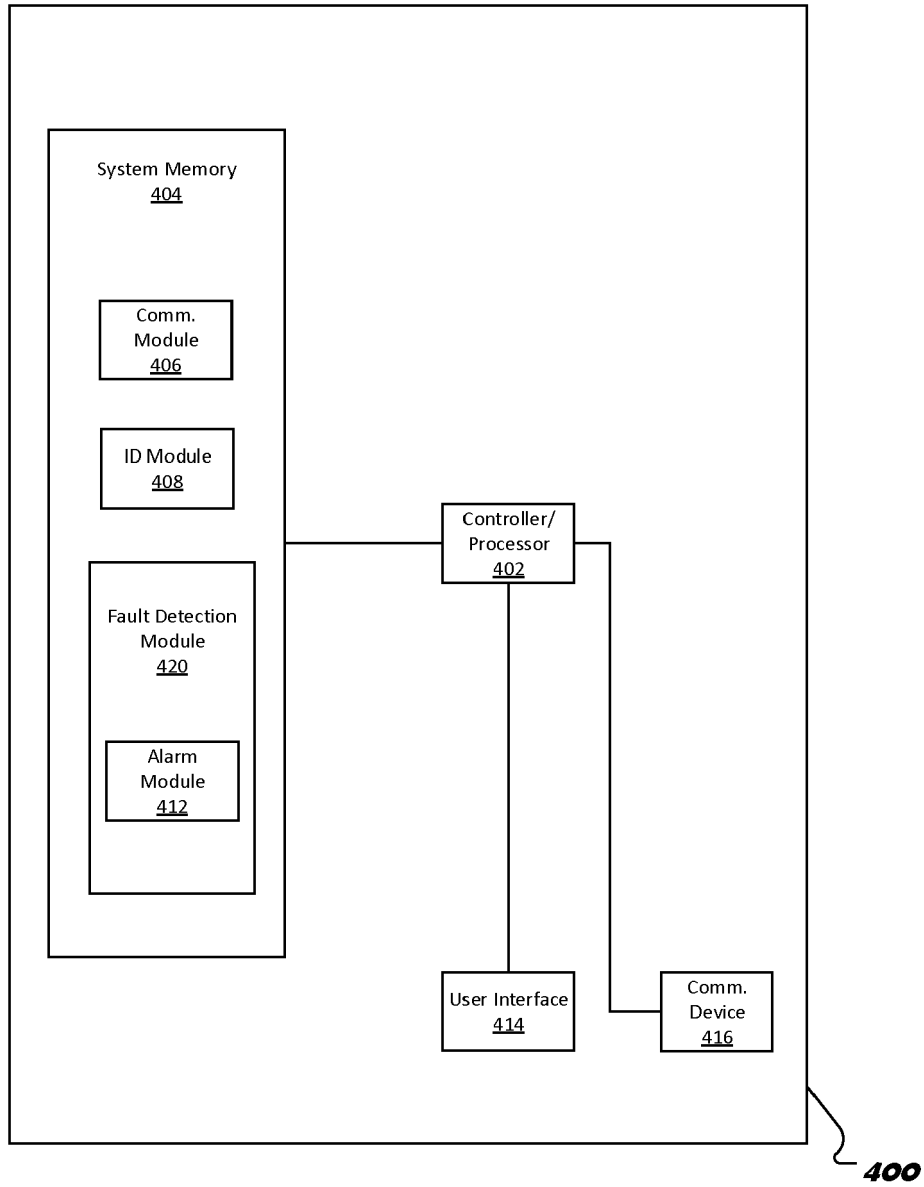 System Memory
404
Comm.
Module
406
ID Module
408
Fault Detection
Module
420
Alarm
Module
412
Controller/
Processor
402
User Interface
414
Comm.
Device
416
400